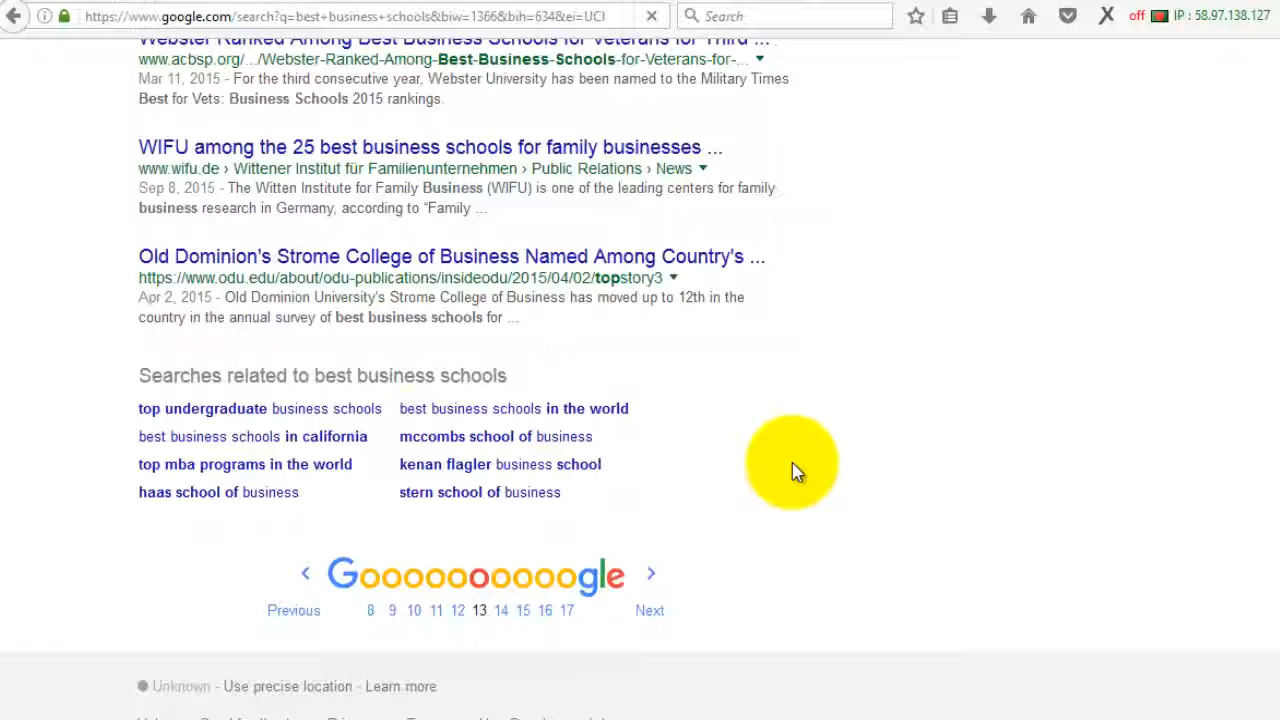 https://www.google.com/search?q=best+business+schools&biw=1366&bih=634&ei=UCI
Search
off IP : 58.97.138.127
Webster Ranked Among Best Business Schools for Veterans for Third ...
www.acbsp.org/.../Webster-Ranked-Among-Best-Business-Schools-for-Veterans-for-...
Mar 11, 2015 - For the third consecutive year, Webster University has been named to the Military Times
Best for Vets: Business Schools 2015 rankings.
WIFU among the 25 best business schools for family businesses ...
www.wifu.de › Wittener Institut für Familienunternehmen › Public Relations › News
Sep 8, 2015 - The Witten Institute for Family Business (WIFU) is one of the leading centers for family
business research in Germany, according to “Family ...
Old Dominion's Strome College of Business Named Among Country's ...
https://www.odu.edu/about/odu-publications/insideodu/2015/04/02/topstory3
Apr 2, 2015 - Old Dominion University's Strome College of Business has moved up to 12th in the
country in the annual survey of best business schools for ...
Searches related to best business schools
top undergraduate business schools best business schools in the world
best business schools in california mccombs school of business
top mba programs in the world kenan flagler business school
haas school of business stern school of business
Goooooooooogle
Previous 8 9 10 11 12 13 14 15 16 17 Next
Unknown - Use precise location - Learn more